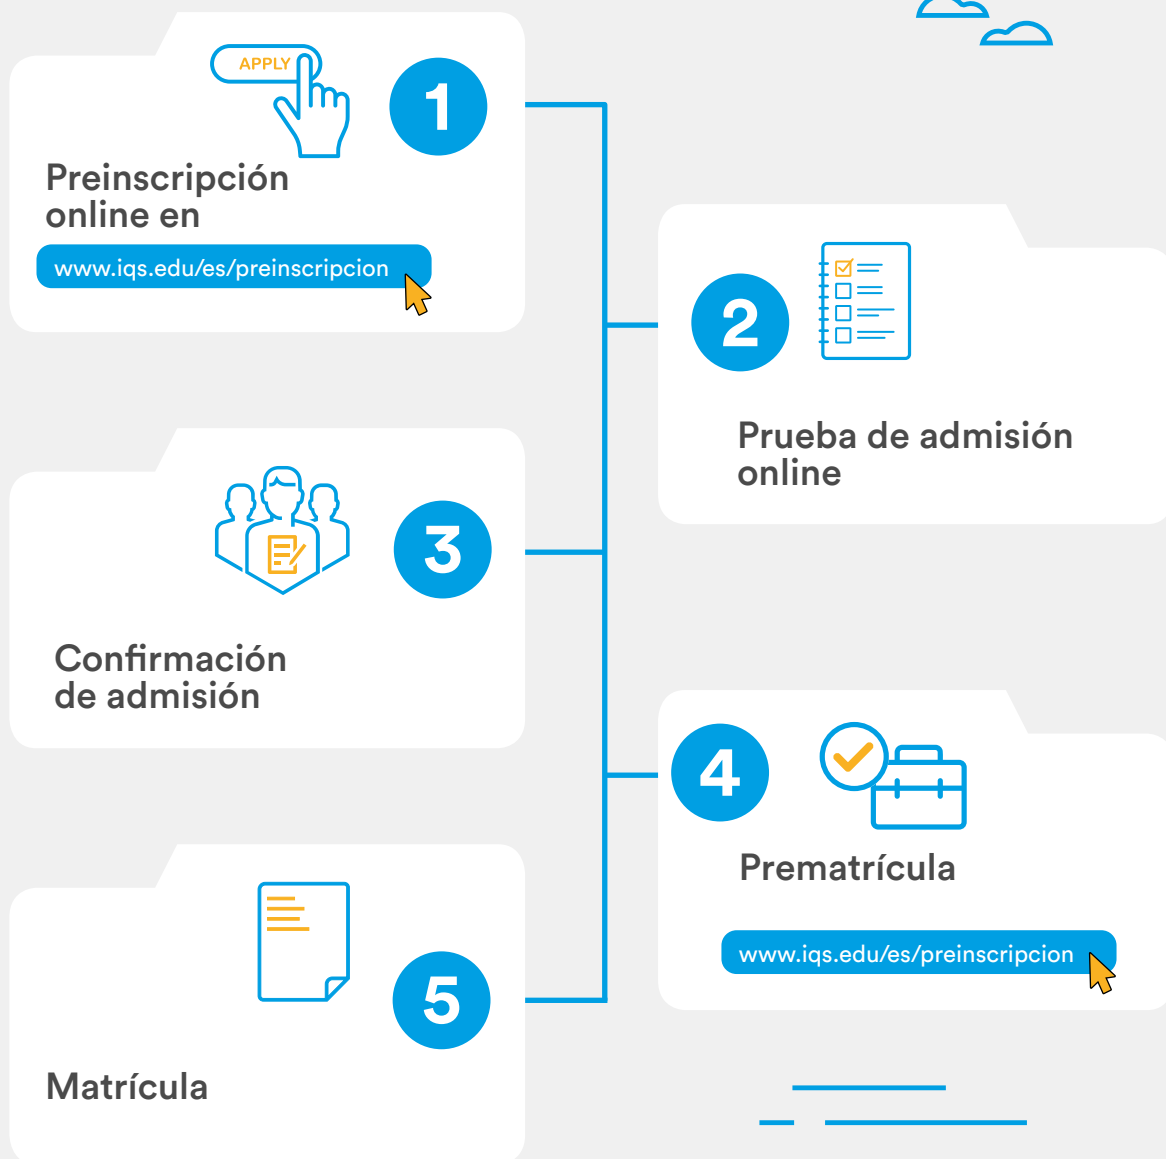 APPLY
1
Preinscripción
online en
www.iqs.edu/es/preinscripcion
2
Prueba de admisión
online
3
Confirmación
de admisión
4
Prematrícula
www.iqs.edu/es/preinscripcion
5
Matrícula